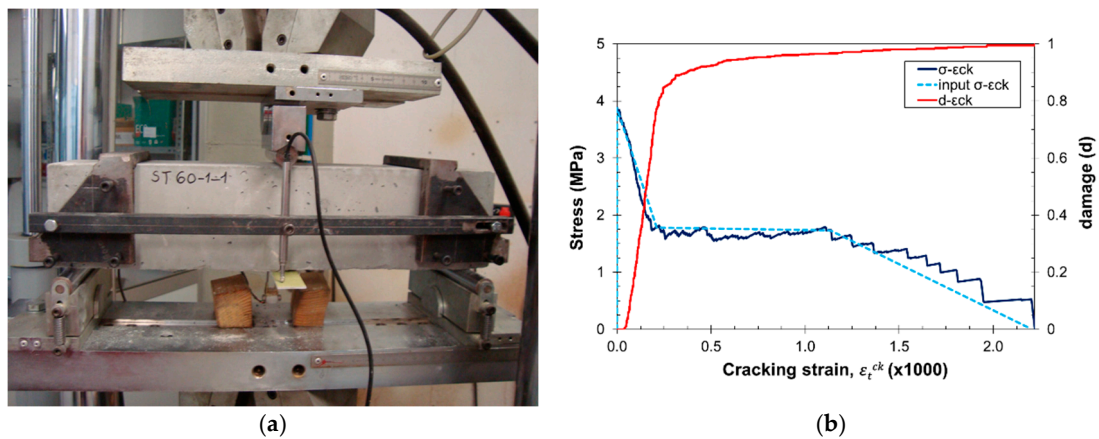 ST 60-1-1
5
4
3
2
1
0
Stress (MPa)
1
0.8
0.6
0.4
0.2
0
damage (d)
σ-εck
input σ-εck
d-εck
0.0 0.5 1.0 1.5 2.0
Cracking strain, εₜᶜᵏ (x1000)
(a) (b)